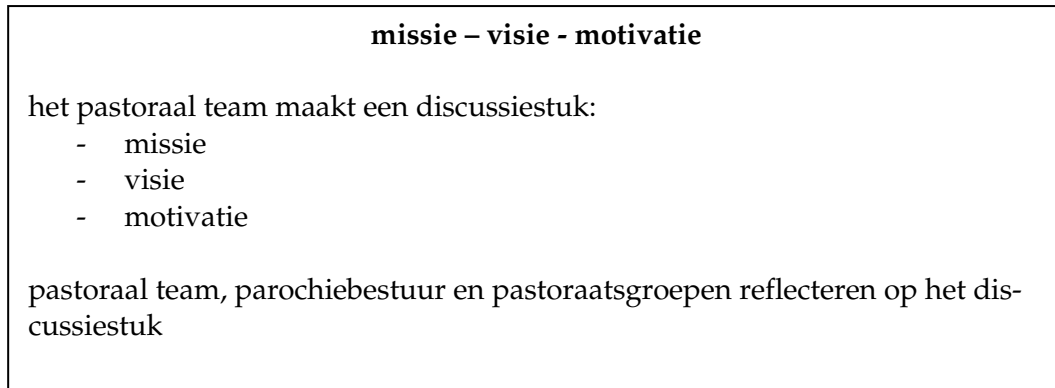 missie – visie - motivatie
het pastoraal team maakt een discussiestuk:
- missie
- visie
- motivatie
pastoraal team, parochiebestuur en pastoraatsgroepen reflecteren op het dis-
cussiestuk